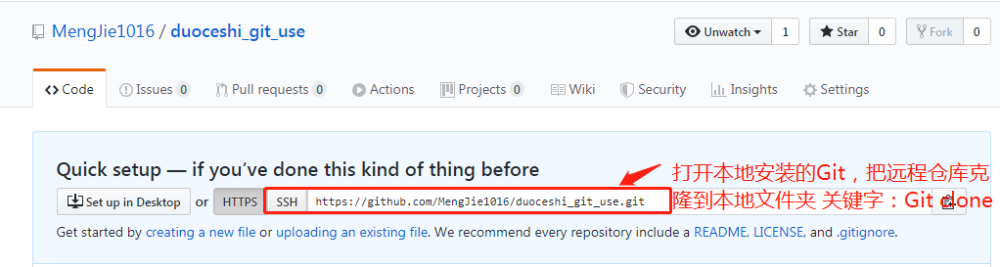 MengJie1016 / duoceshi_git_use
Unwatch 1 Star 0 Fork 0
Code Issues 0 Pull requests 0 Actions Projects 0 Wiki Security Insights Settings
Quick setup — if you've done this kind of thing before
打开本地安装的Git，把远程仓库克
Set up in Desktop or HTTPS SSH https://github.com/MengJie1016/duoceshi_git_use.git
隆到本地文件夹 关键字：Git clone
Get started by creating a new file or uploading an existing file. We recommend every repository include a README, LICENSE, and .gitignore.